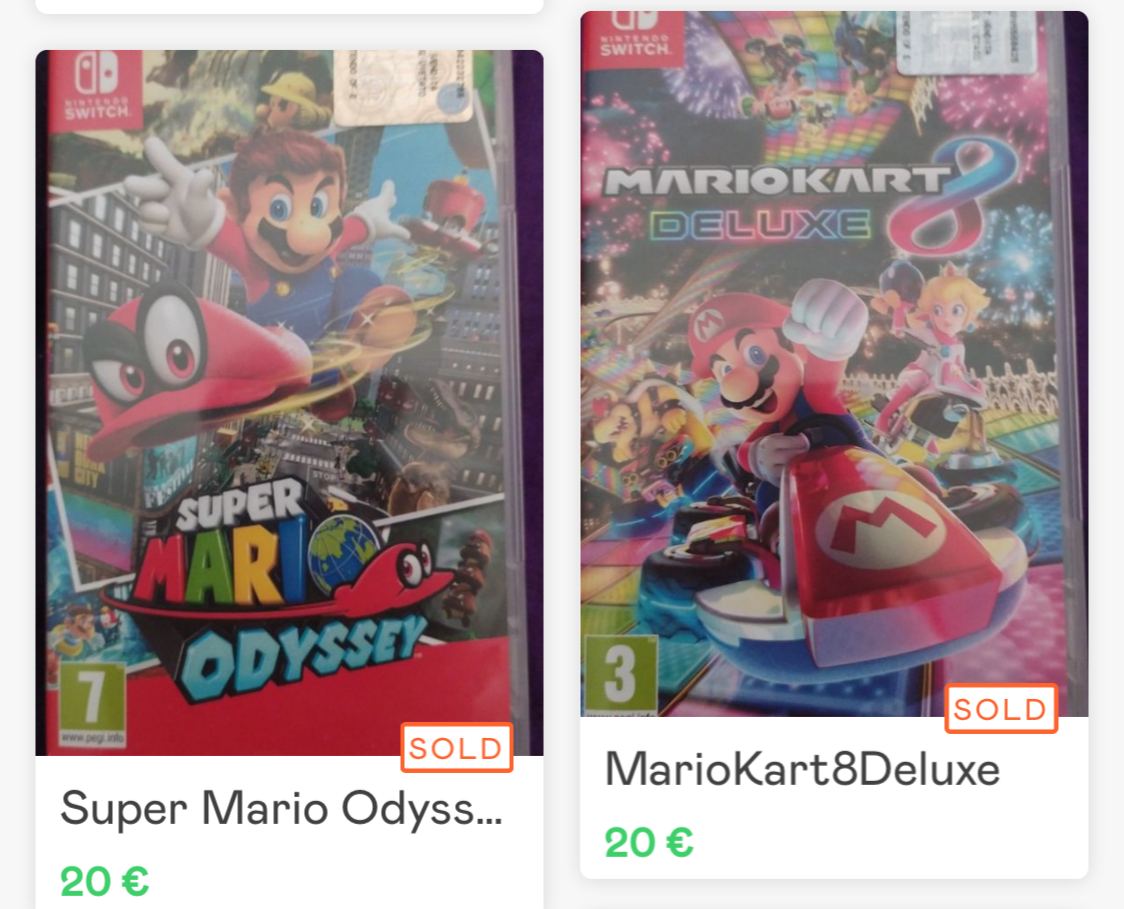 NINTENDO
SWITCH
SUPER
MARIO
ODYSSEY
7
www.pegi.info
SOLD
Super Mario Odyss...
20 €
NINTENDO
SWITCH
MARIOKART 8
DELUXE
3
SOLD
MarioKart8Deluxe
20 €